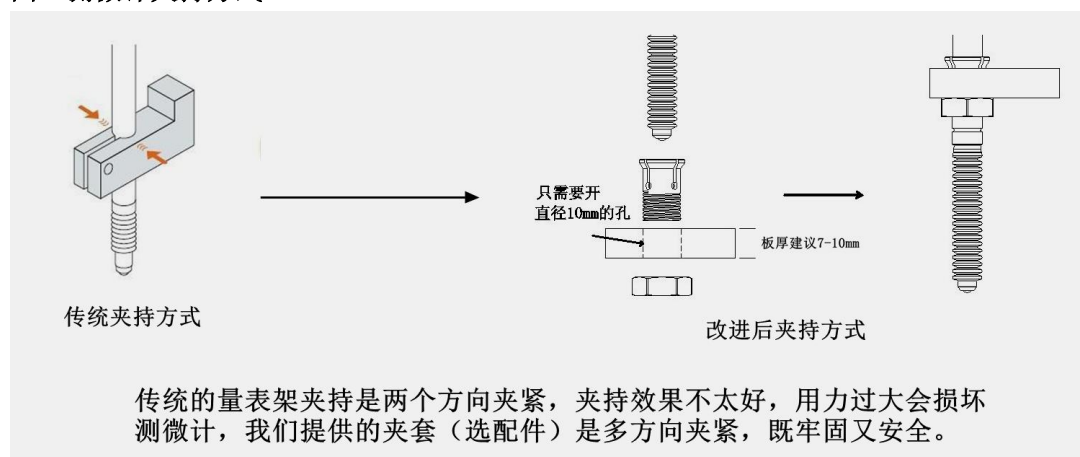 只需要开
直径10mm的孔
板厚建议7-10mm
传统夹持方式
改进后夹持方式
传统的量表架夹持是两个方向夹紧，夹持效果不太好，用力过大会损坏
测微计，我们提供的夹套（选配件）是多方向夹紧，既牢固又安全。